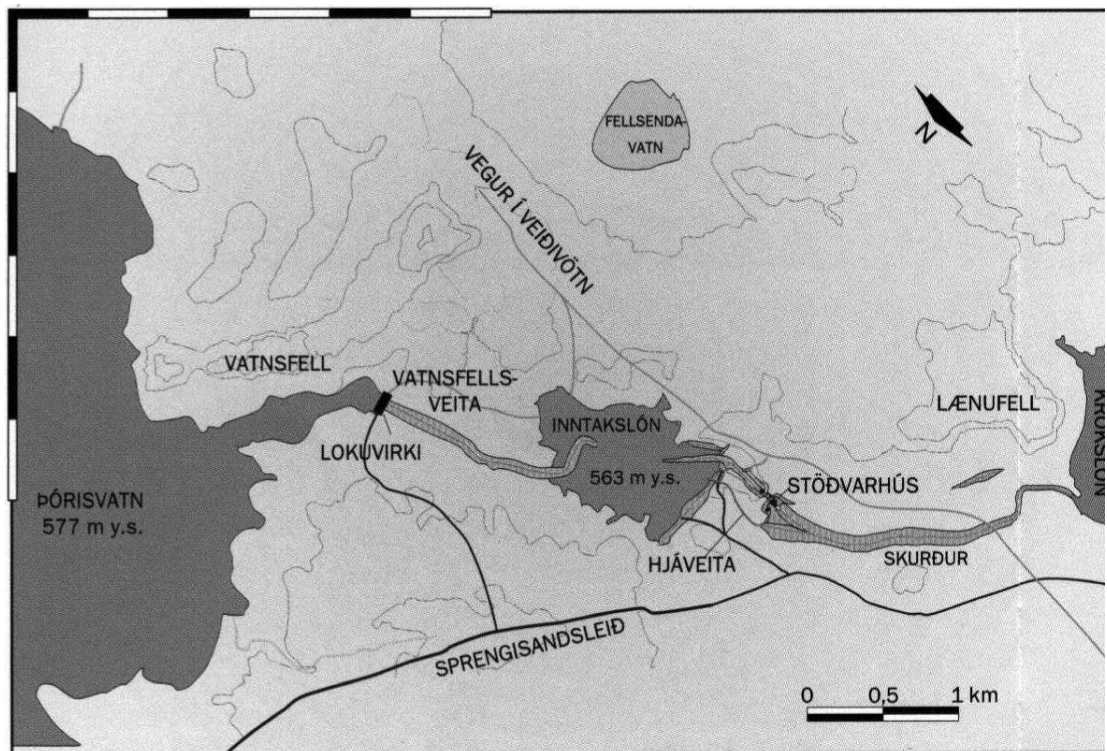 FELLSENDA-
VATN
N
VEGUR Í VEIÐIVÖTN
VATNSFELL
VATNSFELLS-
VEITA
LOKUVIRKI
INNTAKSLÓN
563 m y.s.
LÆNUFELL
KRÓKSLÓN
ÞÓRISVATN
577 m y.s.
STÖÐVARHÚS
HJÁVEITA
SKURÐUR
SPRENGISANDSLEIÐ
0 0,5 1 km